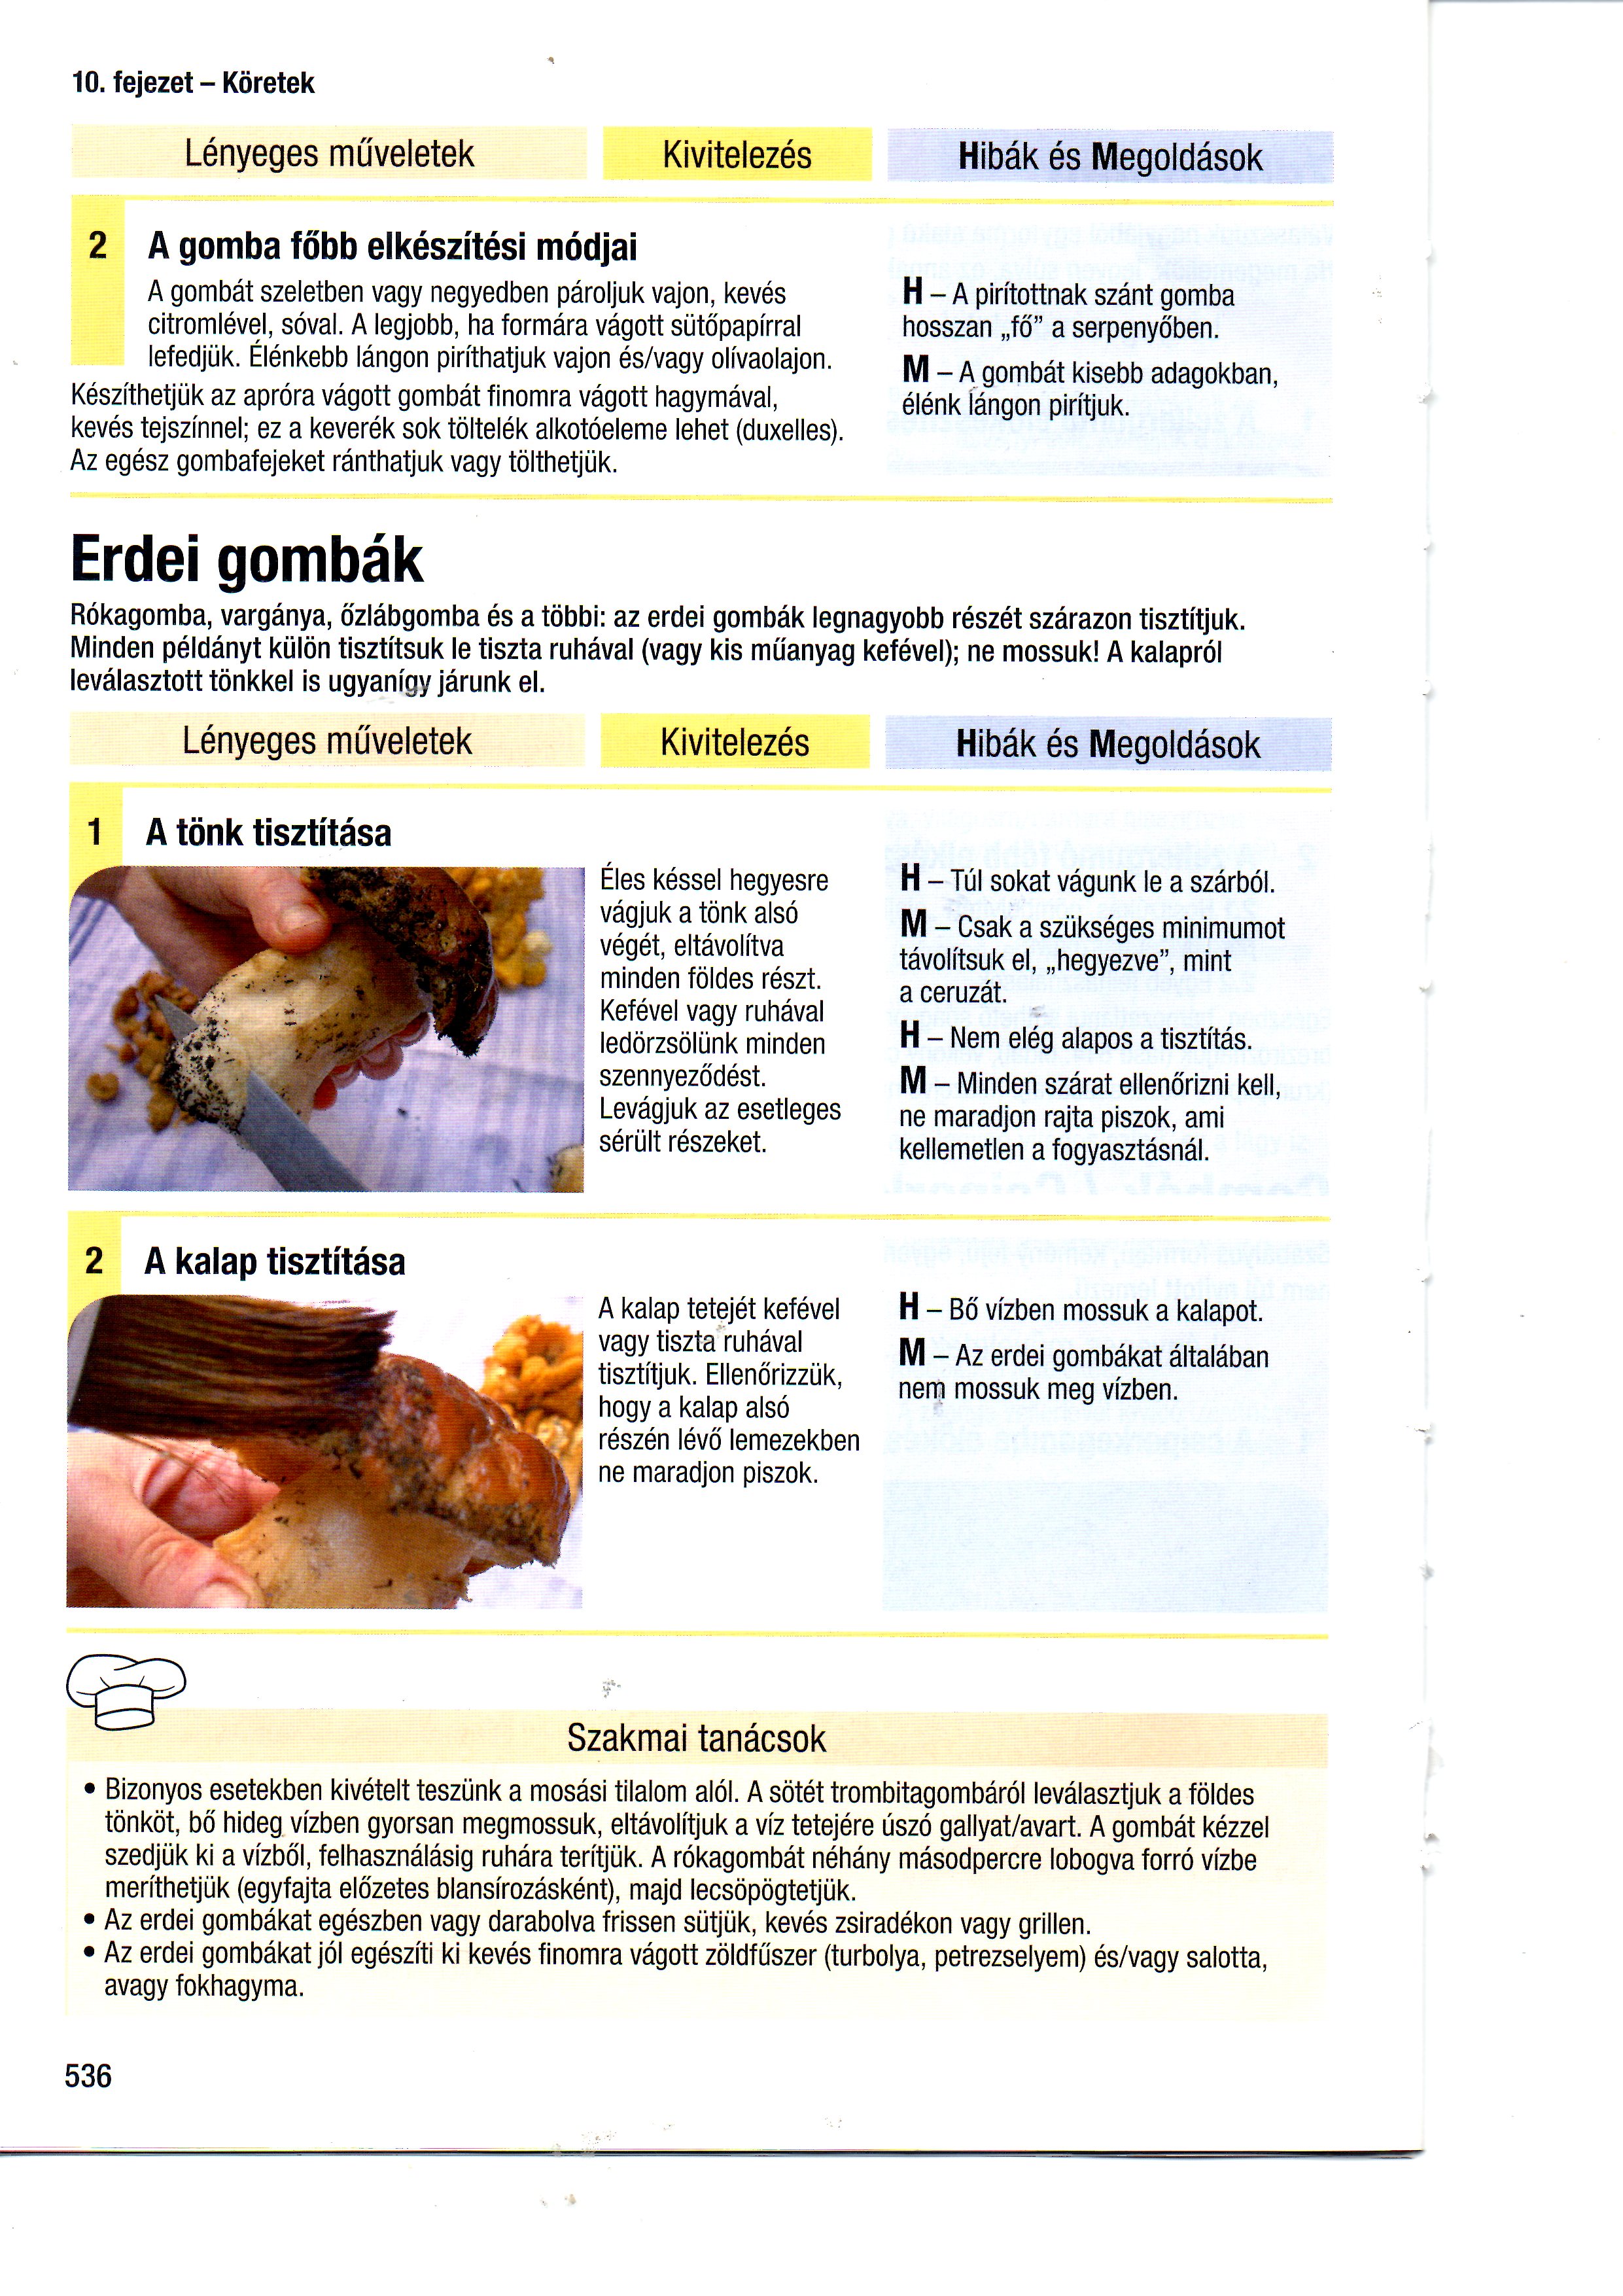 10. fejezet – Köretek
Lényeges műveletek
Kivitelezés
Hibák és Megoldások
2 A gomba főbb elkészítési módjai
A gombát szeletben vagy negyedben pároljuk vajon, kevés
citromlével, sóval. A legjobb, ha formára vágott sütőpapírral
lefedjük. Élénkebb lángon piríthatjuk vajon és/vagy olívaolajon.
Készíthetjük az apróra vágott gombát finomra vágott hagymával,
kevés tejszínnel; ez a keverék sok töltelék alkotóeleme lehet (duxelles).
Az egész gombafejeket ránthatjuk vagy tölthetjük.
H – A pirítottnak szánt gomba
hosszan „fő” a serpenyőben.
M – A gombát kisebb adagokban,
élénk lángon pirítjuk.
Erdei gombák
Rókagomba, vargánya, őzlábgomba és a többi: az erdei gombák legnagyobb részét szárazon tisztítjuk.
Minden példányt külön tisztítsuk le tiszta ruhával (vagy kis műanyag kefével); ne mossuk! A kalapról
leválasztott tönkkel is ugyanígy járunk el.
Lényeges műveletek
Kivitelezés
Hibák és Megoldások
1 A tönk tisztítása
Éles késsel hegyesre
vágjuk a tönk alsó
végét, eltávolítva
minden földes részt.
Kefével vagy ruhával
ledörzsölünk minden
szennyeződést.
Levágjuk az esetleges
sérült részeket.
H – Túl sokat vágunk le a szárból.
M – Csak a szükséges minimumot
távolítsuk el, „hegyezve”, mint
a ceruzát.
H – Nem elég alapos a tisztítás.
M – Minden szárat ellenőrizni kell,
ne maradjon rajta piszok, ami
kellemetlen a fogyasztásnál.
2 A kalap tisztítása
A kalap tetejét kefével
vagy tiszta ruhával
tisztítjuk. Ellenőrizzük,
hogy a kalap alsó
részén lévő lemezekben
ne maradjon piszok.
H – Bő vízben mossuk a kalapot.
M – Az erdei gombákat általában
nem mossuk meg vízben.
Szakmai tanácsok
• Bizonyos esetekben kivételt teszünk a mosási tilalom alól. A sötét trombitagombáról leválasztjuk a földes
tönköt, bő hideg vízben gyorsan megmossuk, eltávolítjuk a víz tetejére úszó gallyat/avart. A gombát kézzel
szedjük ki a vízből, felhasználásig ruhára terítjük. A rókagombát néhány másodpercre lobogva forró vízbe
meríthetjük (egyfajta előzetes blansírozásként), majd lecsöpögtetjük.
• Az erdei gombákat egészben vagy darabolva frissen sütjük, kevés zsiradékon vagy grillen.
• Az erdei gombákat jól egészíti ki kevés finomra vágott zöldfűszer (turbolya, petrezselyem) és/vagy salotta,
avagy fokhagyma.
536